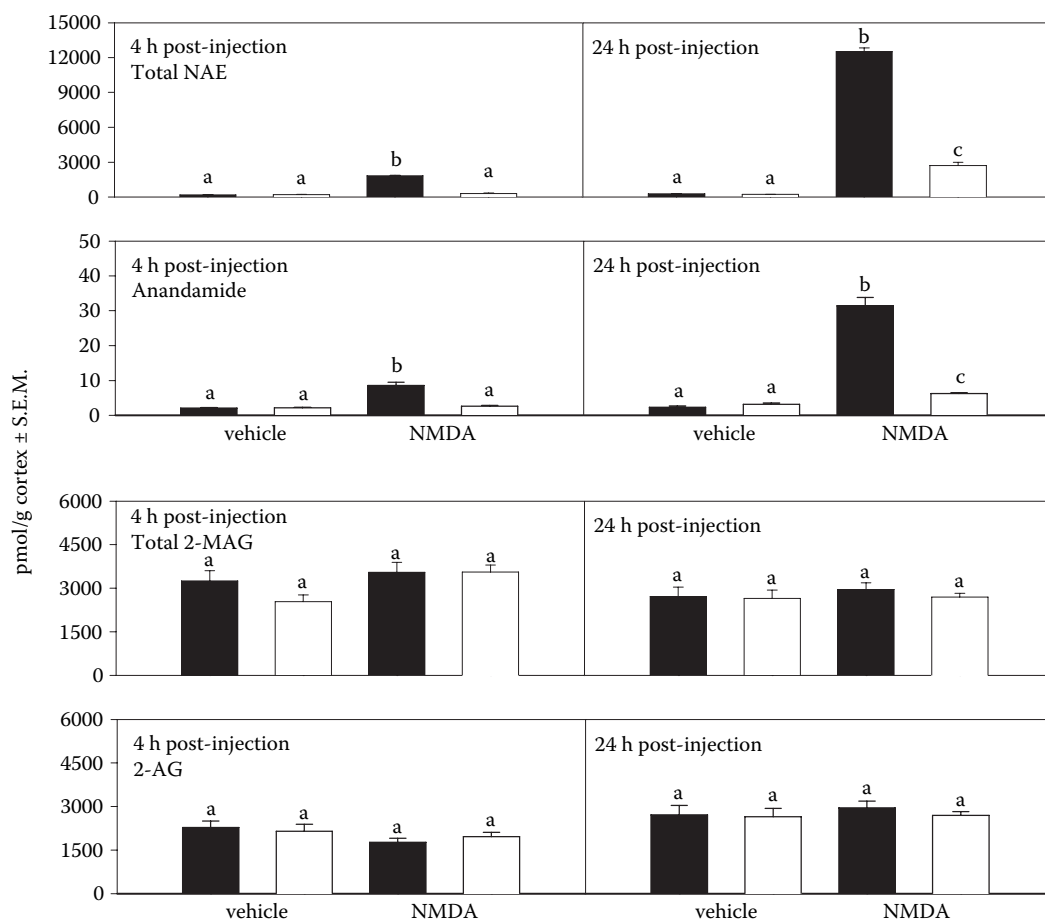 pmol/g cortex ± S.E.M.
15000
12000
9000
6000
3000
0
4 h post-injection
Total NAE
a
a
b
a
24 h post-injection
a
a
b
c
50
40
30
20
10
0
4 h post-injection
Anandamide
a
a
b
a
24 h post-injection
a
a
b
c
vehicle
NMDA
vehicle
NMDA
6000
4500
3000
1500
0
4 h post-injection
Total 2-MAG
a
a
a
a
24 h post-injection
a
a
a
a
6000
4500
3000
1500
0
4 h post-injection
2-AG
a
a
a
a
24 h post-injection
a
a
a
a
vehicle
NMDA
vehicle
NMDA